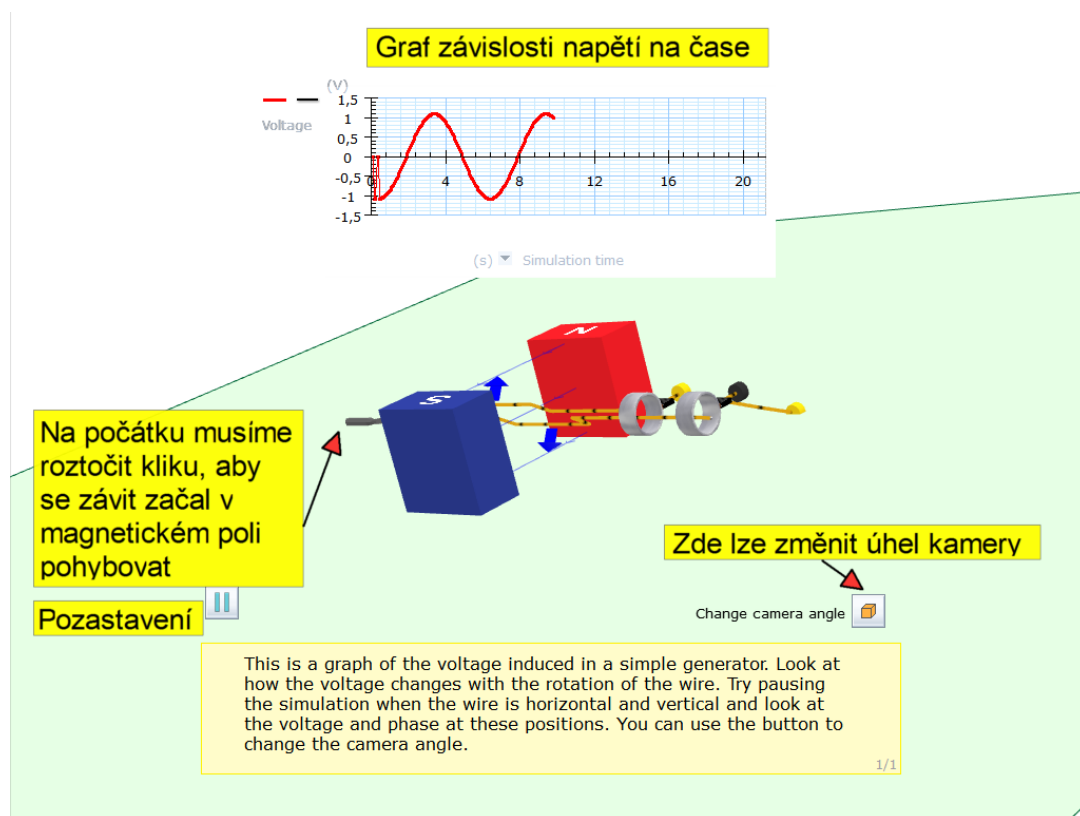 Graf závislosti napětí na čase
(V)
Voltage
1,5
1
0,5
0
-0,5
-1
-1,5
0 4 8 12 16 20
(s) Simulation time
N
S
Na počátku musíme
roztočit kliku, aby
se závit začal v
magnetickém poli
pohybovat
Zde lze změnit úhel kamery
Pozastavení
Change camera angle
This is a graph of the voltage induced in a simple generator. Look at
how the voltage changes with the rotation of the wire. Try pausing
the simulation when the wire is horizontal and vertical and look at
the voltage and phase at these positions. You can use the button to
change the camera angle.
1/1